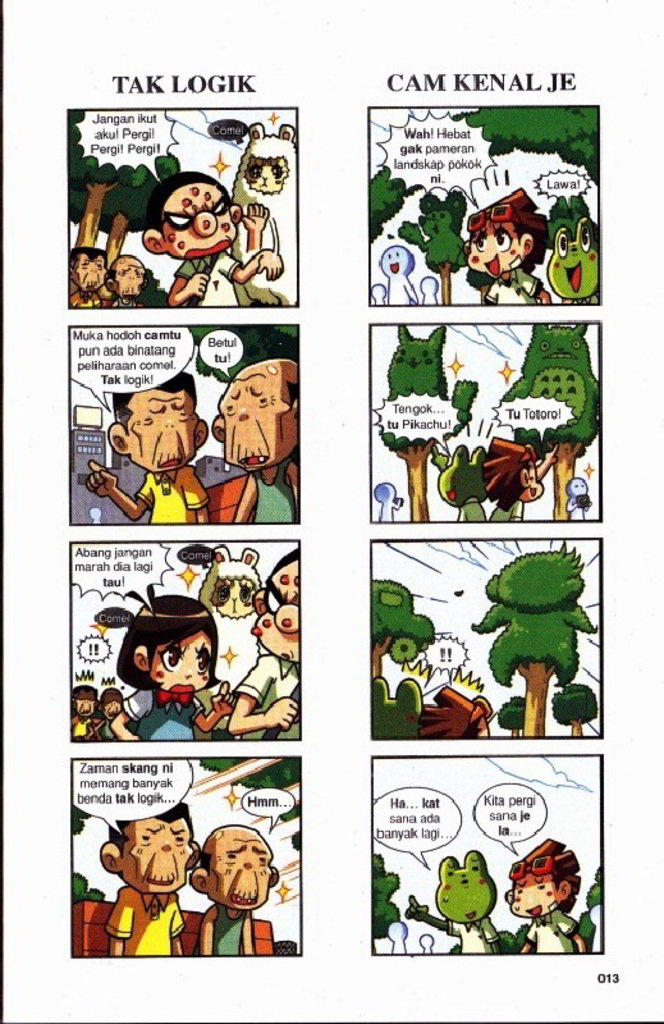 TAK LOGIK
Jangan ikut
aku! Pergi!
Pergi! Pergi!
Comel
Muka hodoh camtu
pun ada binatang
peliharaan comel.
Tak logik!
Betul
tu!
Abang jangan
marah dia lagi
tau!
Comel
Comel
!!
Zaman skang ni
memang banyak
benda tak logik...
Hmm...
CAM KENAL JE
Wah! Hebat
gak pameran
landskap pokok
ni.
Lawa!
Tengok...
tu Pikachu!
Tu Totoro!
!!
Ha... kat
sana ada
banyak lagi...
Kita pergi
sana je
la...
013